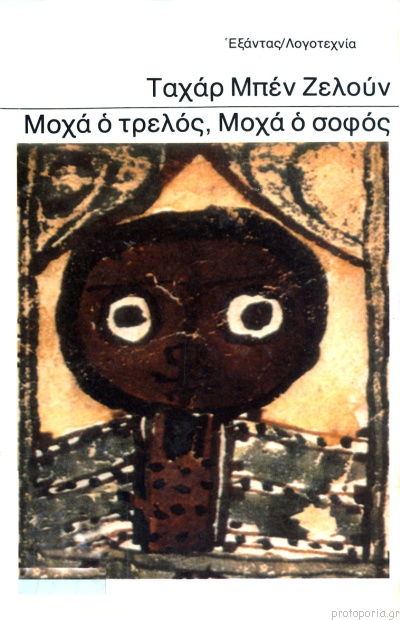 Ἐξάντας/Λογοτεχνία
Ταχάρ Μπέν Ζελούν
Μοχά ὁ τρελός, Μοχά ὁ σοφός
protoporia.gr